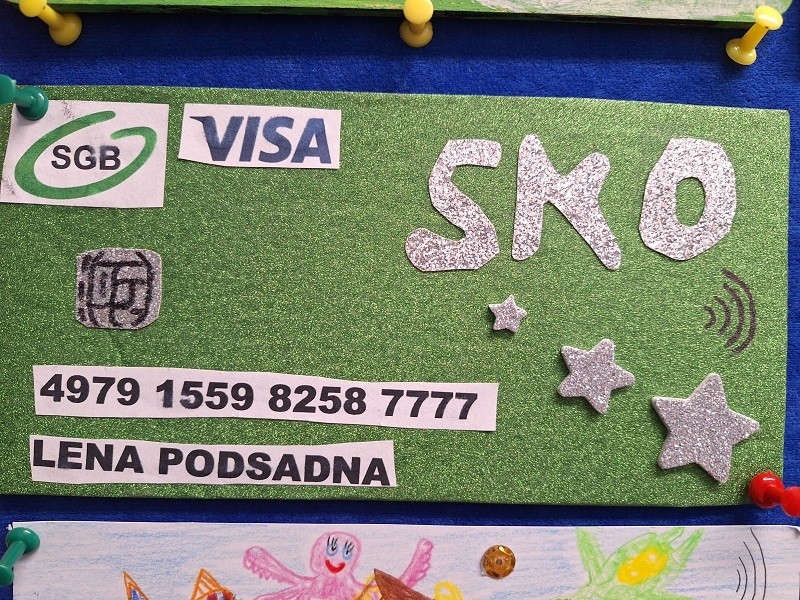 SGB
VISA
SKO
4979 1559 8258 7777
LENA PODSADNA